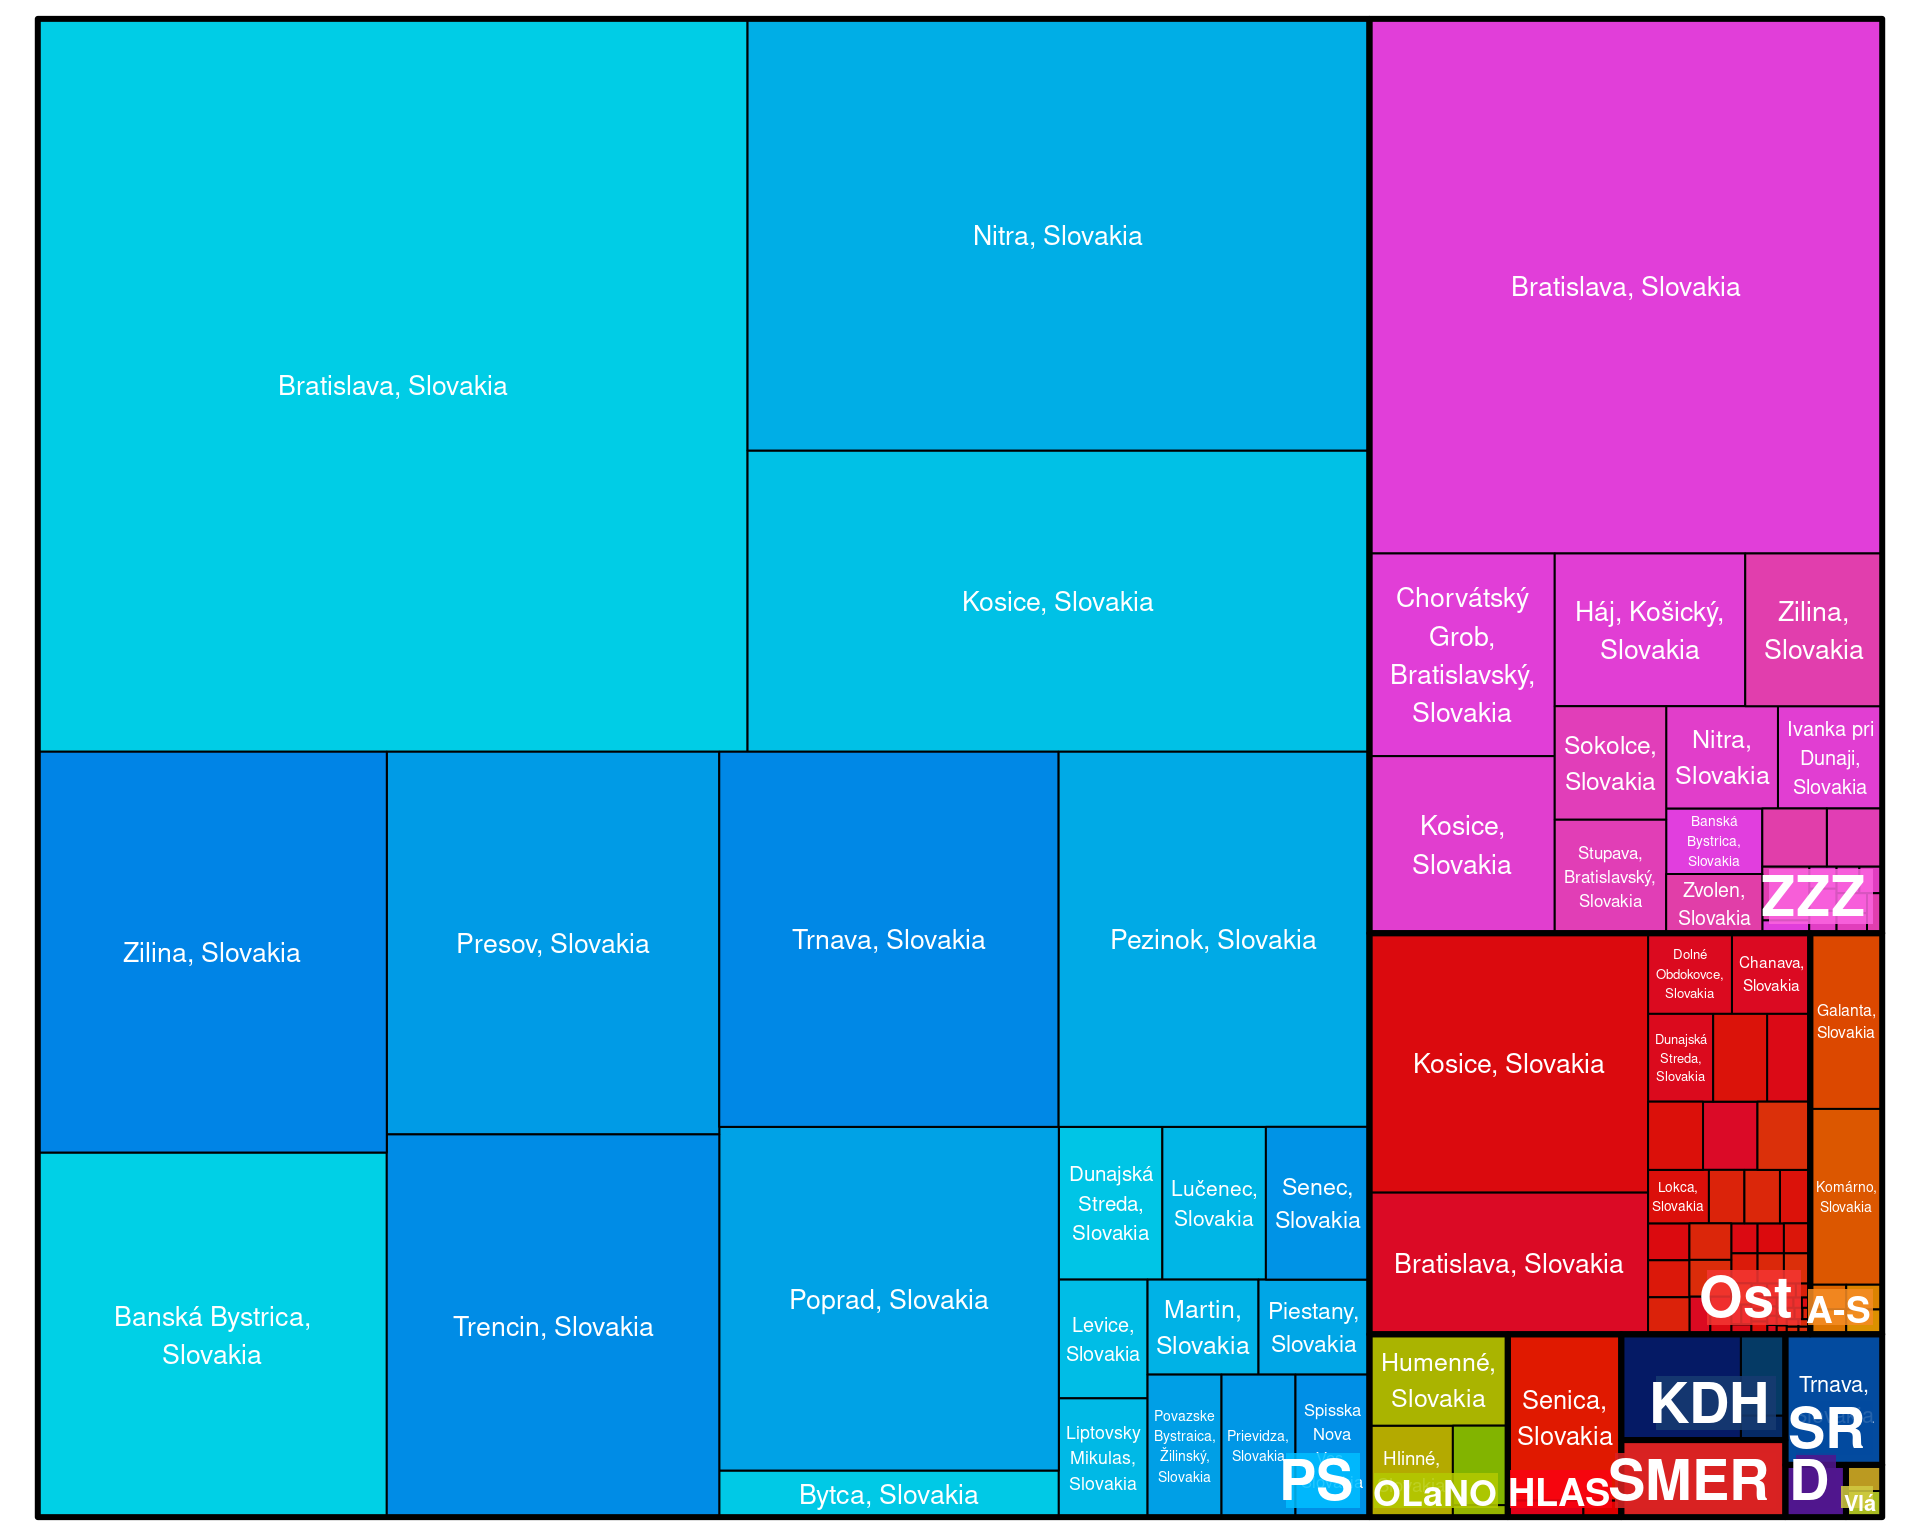 Bratislava, Slovakia
Nitra, Slovakia
Kosice, Slovakia
Zilina, Slovakia
Presov, Slovakia
Trnava, Slovakia
Pezinok, Slovakia
Banská Bystrica,
Slovakia
Trencin, Slovakia
Poprad, Slovakia
Bytca, Slovakia
Dunajská
Streda,
Slovakia
Lučenec,
Slovakia
Senec,
Slovakia
Levice,
Slovakia
Martin,
Slovakia
Piestany,
Slovakia
Liptovsky
Mikulas,
Slovakia
Povazske
Bystraica,
Žilinský,
Slovakia
Prievidza,
Slovakia
Spisska
Nova
PS
Bratislava, Slovakia
Chorvátský
Grob,
Bratislavský,
Slovakia
Háj, Košický,
Slovakia
Zilina,
Slovakia
Kosice,
Slovakia
Sokolce,
Slovakia
Nitra,
Slovakia
Ivanka pri
Dunaji,
Slovakia
Stupava,
Bratislavský,
Slovakia
Banská
Bystrica,
Slovakia
Zvolen,
Slovakia
ZZZ
Kosice, Slovakia
Bratislava, Slovakia
Dolné
Obdokovce,
Slovakia
Chanava,
Slovakia
Dunajská
Streda,
Slovakia
Lokca,
Slovakia
Ost
Galanta,
Slovakia
Komárno,
Slovakia
A-S
Humenné,
Slovakia
Hlinné,
OLaNO
Senica,
Slovakia
HLAS
KDH
SMER
Trnava,
SR
D
Vlá